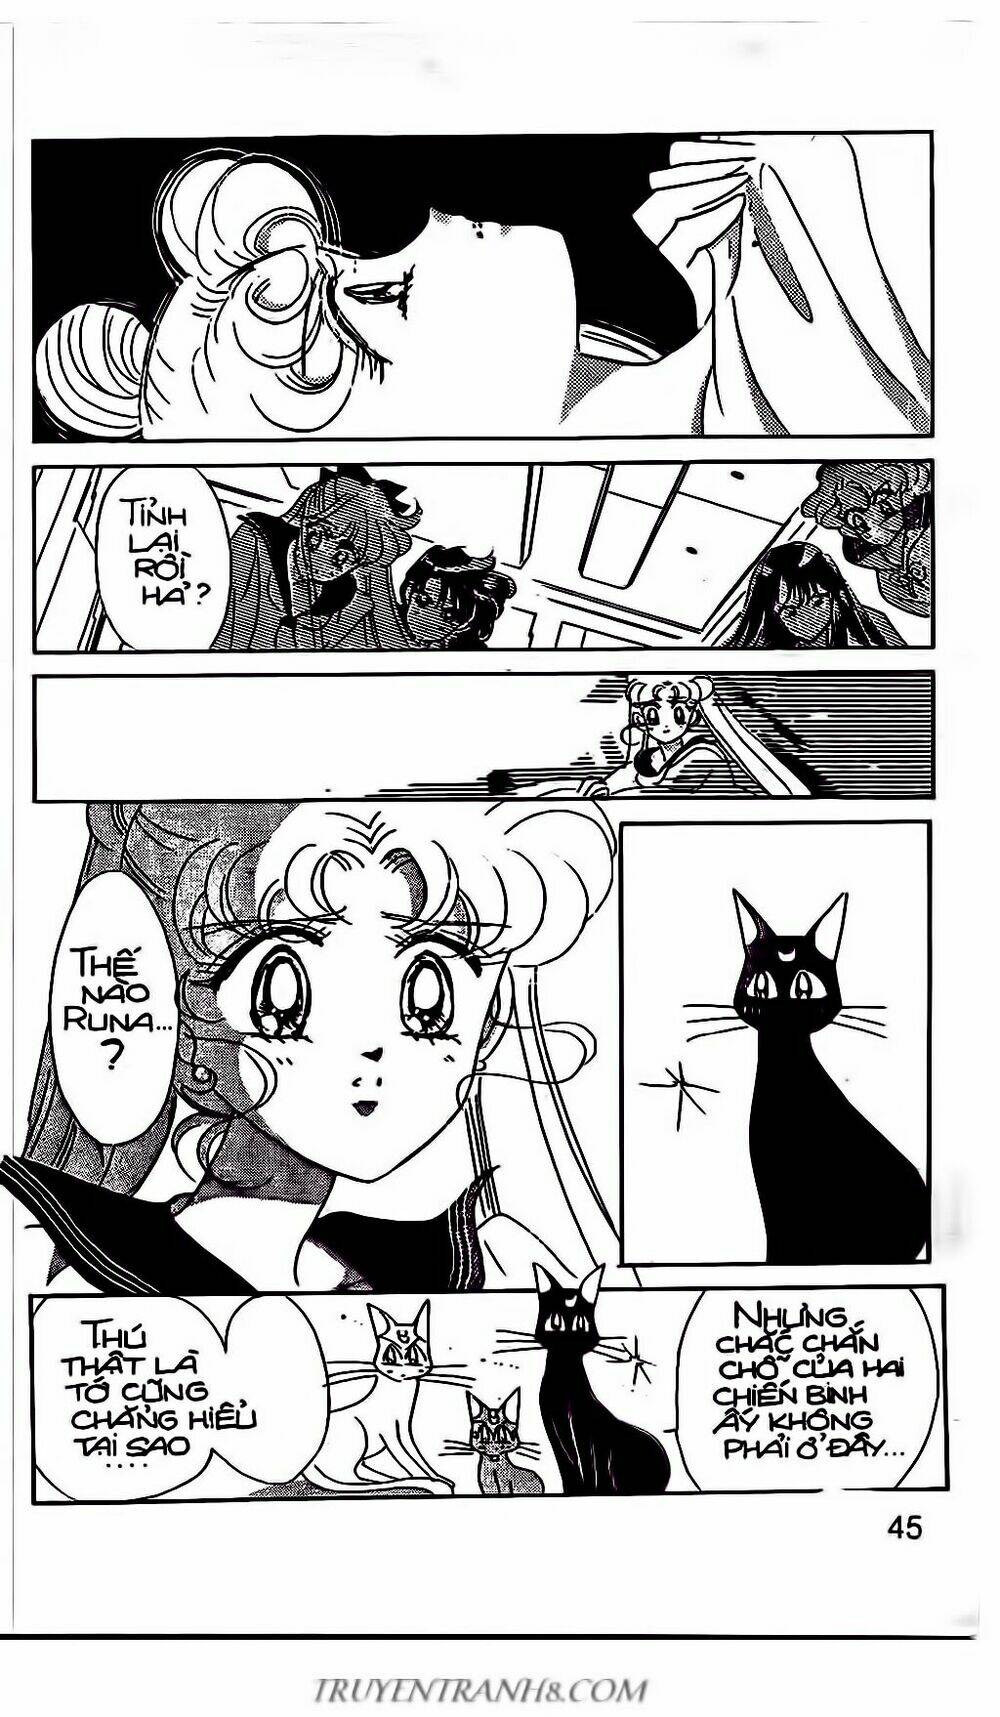 TỈNH
LẠI
RỒI
HẢ?
THẾ
NÀO
RUNA...
?
THÚ
THẬT LÀ
TỚ CŨNG
CHẲNG HIỂU
TẠI SAO
....
NHƯNG
CHẮC CHẮN
CHỖ CỦA HAI
CHIẾN BINH
ẤY KHÔNG
PHẢI Ở ĐÂY...
45
TRUYENTRANH8.COM